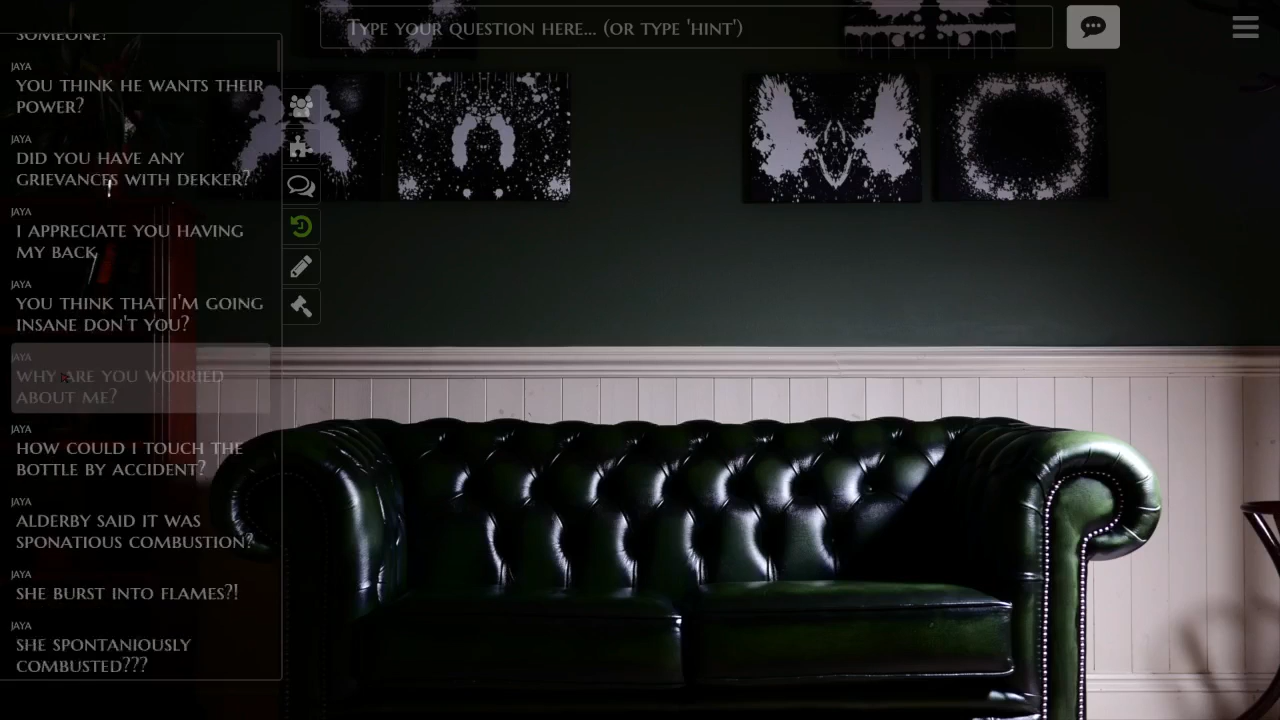 TYPE YOUR QUESTION HERE... (OR TYPE 'HINT')
SOMEONE?
JAYA
YOU THINK HE WANTS THEIR
POWER?
JAYA
DID YOU HAVE ANY
GRIEVANCES WITH DEKKER?
JAYA
I APPRECIATE YOU HAVING
MY BACK
JAYA
YOU THINK THAT I'M GOING
INSANE DON'T YOU?
JAYA
WHY ARE YOU WORRIED
ABOUT ME?
JAYA
HOW COULD I TOUCH THE
BOTTLE BY ACCIDENT?
JAYA
ALDERBY SAID IT WAS
SPONATIOUS COMBUSTION?
JAYA
SHE BURST INTO FLAMES?!
JAYA
SHE SPONTANIOUSLY
COMBUSTED???